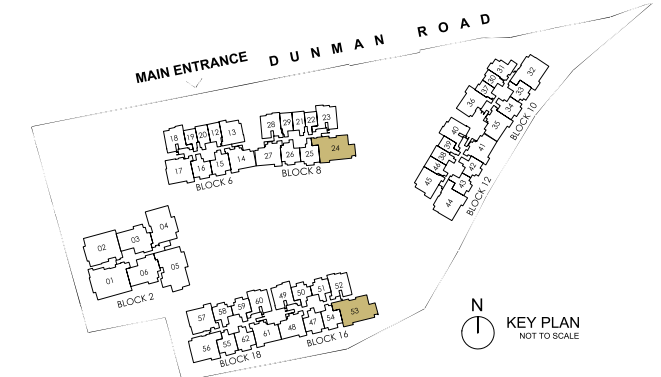 DUNMAN ROAD
MAIN ENTRANCE
18 19 20 12 13
17 16 15 14
BLOCK 6
28 29 21 22 23
27 26 25 24
BLOCK 8
31 32
30
37 33
36 34
35
BLOCK 10
40 41
39
38 42
46
45 43
44
BLOCK 12
02 03 04
01 06 05
BLOCK 2
57 58 59 60
56 55 62 61
BLOCK 18
49 50 51 52
48 47 54 53
BLOCK 16
N
KEY PLAN
NOT TO SCALE